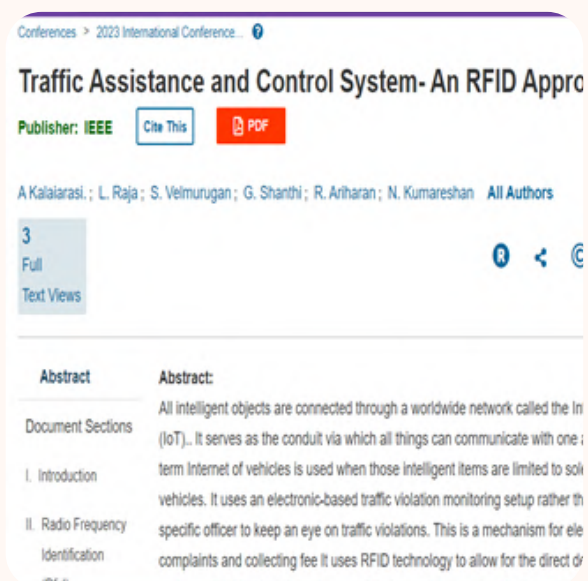 Conferences > 2023 International Conference... ?
Traffic Assistance and Control System- An RFID Appro
Publisher: IEEE Cite This PDF
A Kalaiarasi. ; L. Raja ; S. Velmurugan ; G. Shanthi ; R. Ariharan ; N. Kumareshan All Authors
3
Full
Text Views
R
©
Abstract
Document Sections
I. Introduction
II. Radio Frequency
Identification
Abstract:
All intelligent objects are connected through a worldwide network called the In
(IoT).. It serves as the conduit via which all things can communicate with one
term Internet of vehicles is used when those intelligent items are limited to sol
vehicles. It uses an electronic-based traffic violation monitoring setup rather th
specific officer to keep an eye on traffic violations. This is a mechanism for ele
complaints and collecting fee It uses RFID technology to allow for the direct de